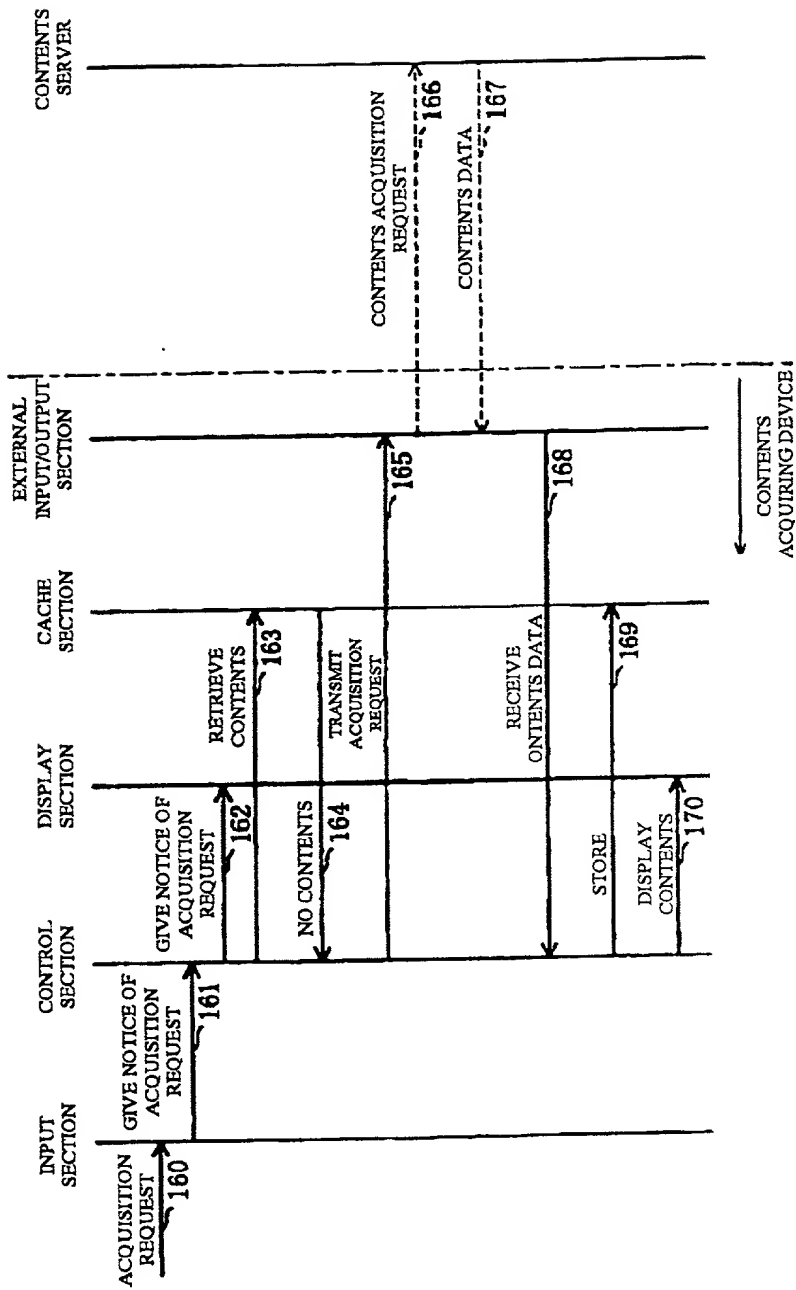 INPUT
SECTION
CONTROL
SECTION
DISPLAY
SECTION
CACHE
SECTION
EXTERNAL
INPUT/OUTPUT
SECTION
CONTENTS
SERVER
ACQUISITION
REQUEST
160
GIVE NOTICE OF
ACQUISITION
REQUEST
161
GIVE NOTICE OF
ACQUISITION
REQUEST
162
RETRIEVE
CONTENTS
163
NO CONTENTS
164
TRANSMIT
ACQUISITION
REQUEST
165
CONTENTS ACQUISITION
REQUEST
166
CONTENTS DATA
167
RECEIVE
ONTENTS DATA
168
STORE
169
DISPLAY
CONTENTS
170
CONTENTS
ACQUIRING DEVICE